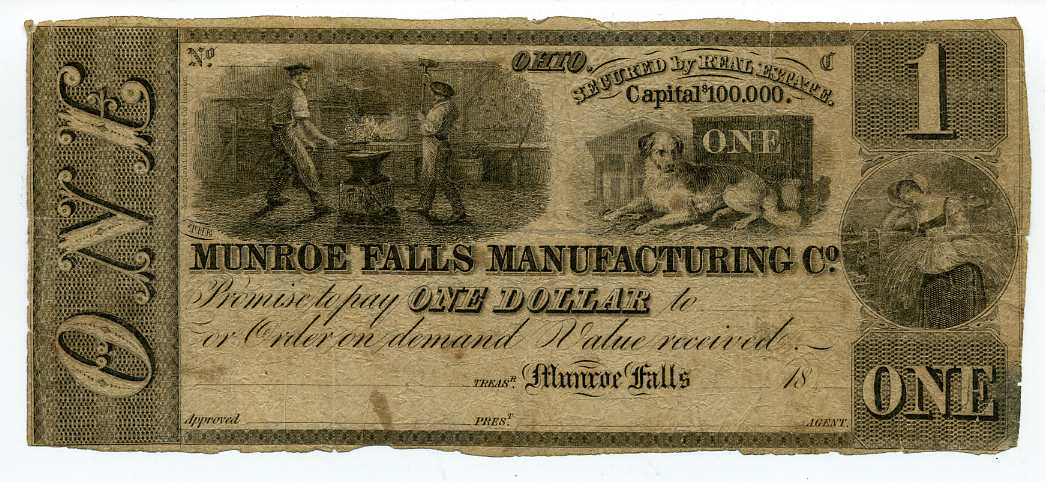 ONE
No
OHIO.
C
SECURED by REAL ESTATE.
Capital $100.000.
1
ONE
THE
MUNROE FALLS MANUFACTURING Co.
Promise to pay ONE DOLLAR to
or Order on demand Value received.
TREASR. Munroe Falls 18
ONE
Approved PREST. AGENT.